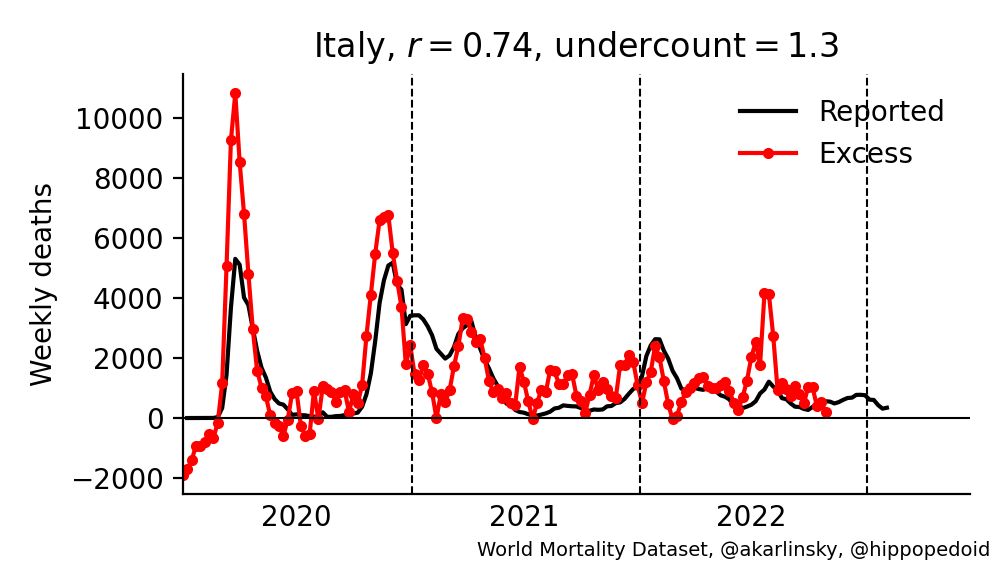 Italy, r = 0.74, undercount = 1.3
Reported
Excess
10000
8000
6000
4000
2000
0
−2000
Weekly deaths
2020 2021 2022
World Mortality Dataset, @akarlinsky, @hippopedoid